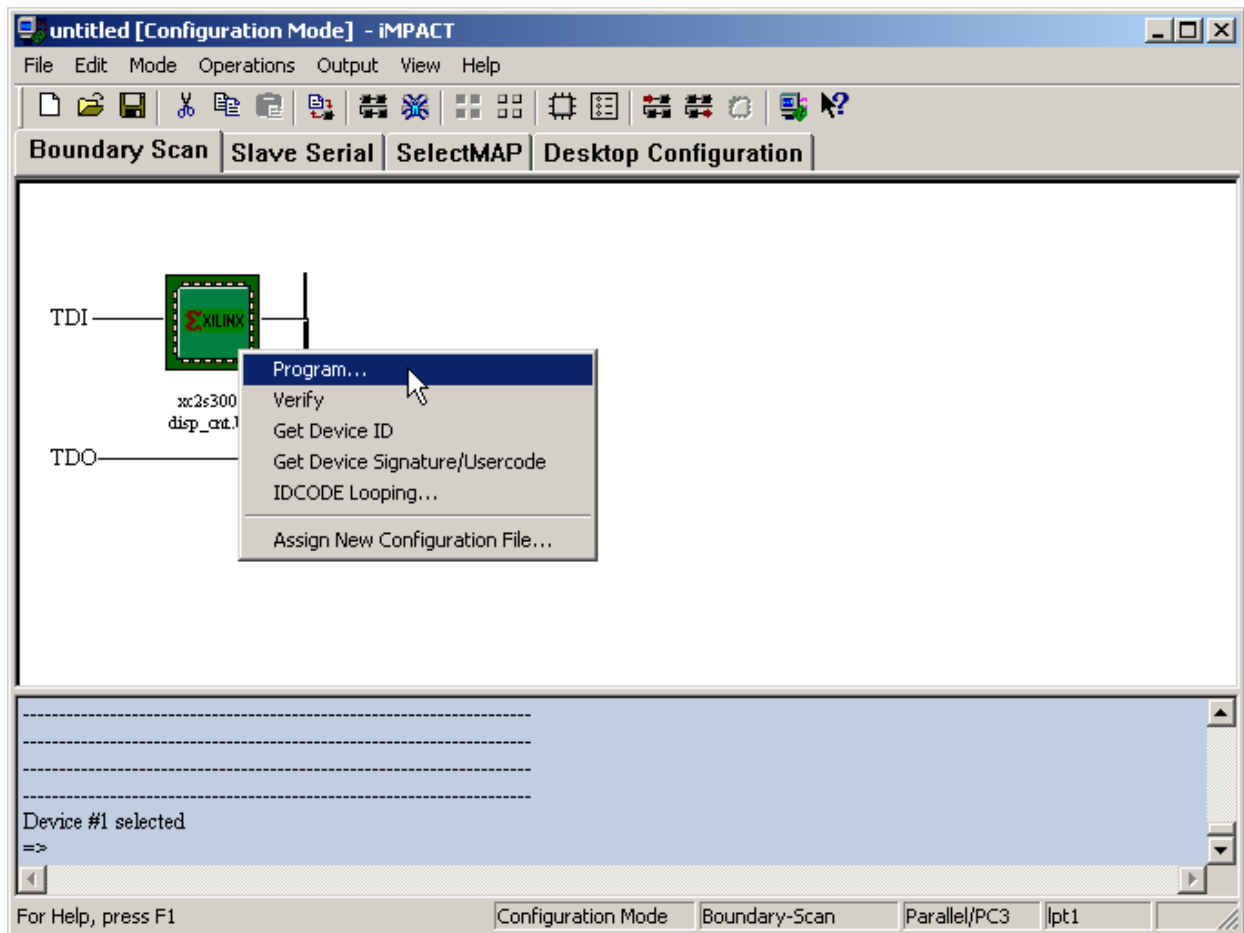 untitled [Configuration Mode] - iMPACT
File Edit Mode Operations Output View Help
Boundary Scan Slave Serial SelectMAP Desktop Configuration
TDI
XILINX
Program...
xc2s300
Verify
disp_cnt.
Get Device ID
TDO
Get Device Signature/Usercode
IDCODE Looping...
Assign New Configuration File...
----------------------------------------------------------------------
----------------------------------------------------------------------
----------------------------------------------------------------------
----------------------------------------------------------------------
Device #1 selected
=>
For Help, press F1 Configuration Mode Boundary-Scan Parallel/PC3 lpt1